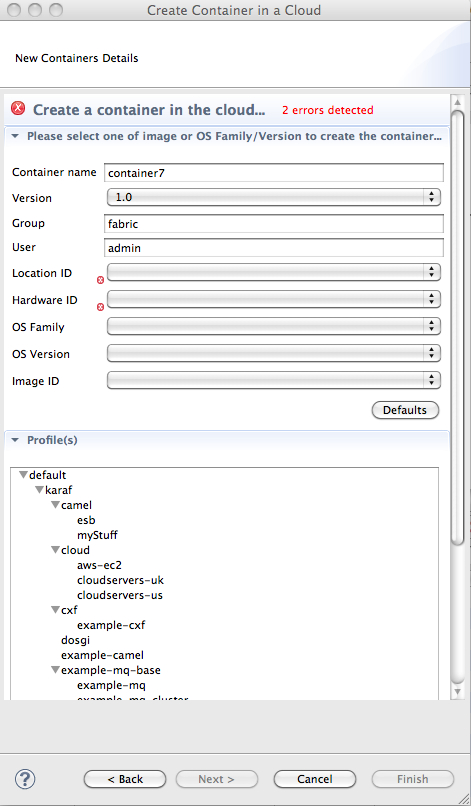 Create Container in a Cloud
New Containers Details
Create a container in the cloud... 2 errors detected
Please select one of image or OS Family/Version to create the container...
Container name container7
Version 1.0
Group fabric
User admin
Location ID
Hardware ID
OS Family
OS Version
Image ID
Defaults
Profile(s)
default
karaf
camel
esb
myStuff
cloud
aws-ec2
cloudservers-uk
cloudservers-us
cxf
example-cxf
dosgi
example-camel
example-mq-base
example-mq
example-mq-cluster
? < Back Next > Cancel Finish